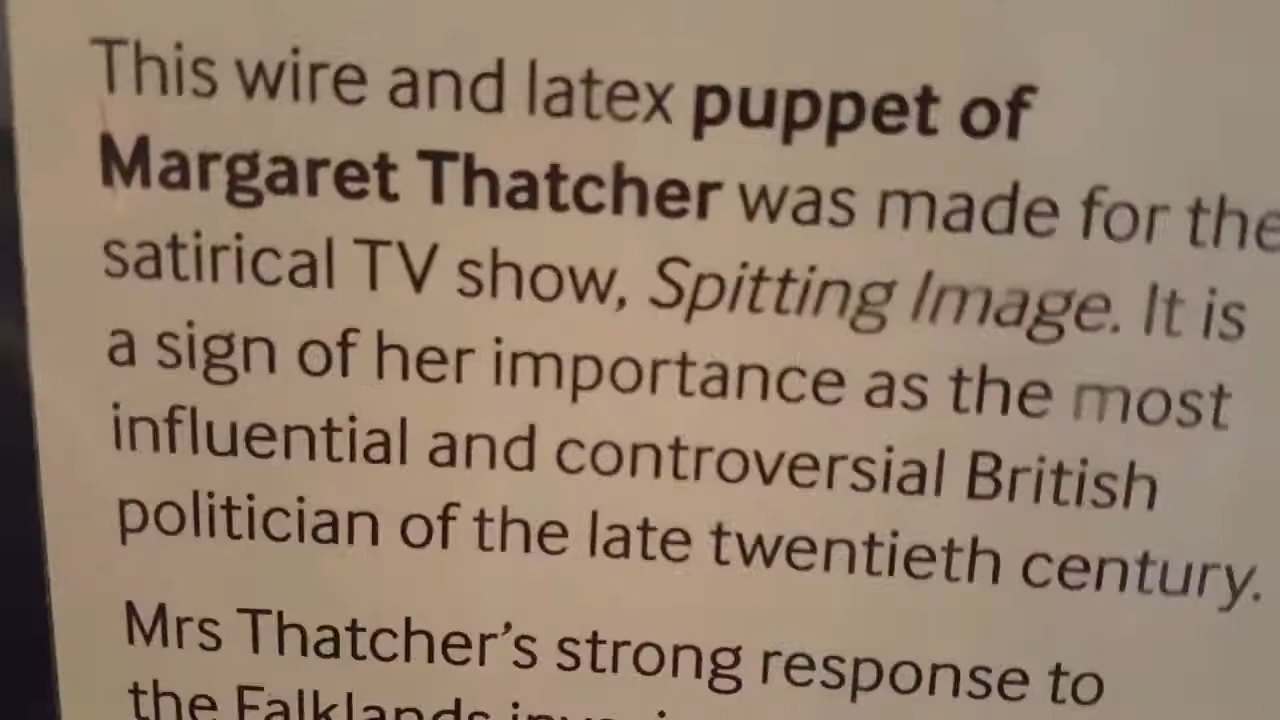 This wire and latex puppet of
Margaret Thatcher was made for the
satirical TV show, Spitting Image. It is
a sign of her importance as the most
influential and controversial British
politician of the late twentieth century.
Mrs Thatcher’s strong response to
the Falklands